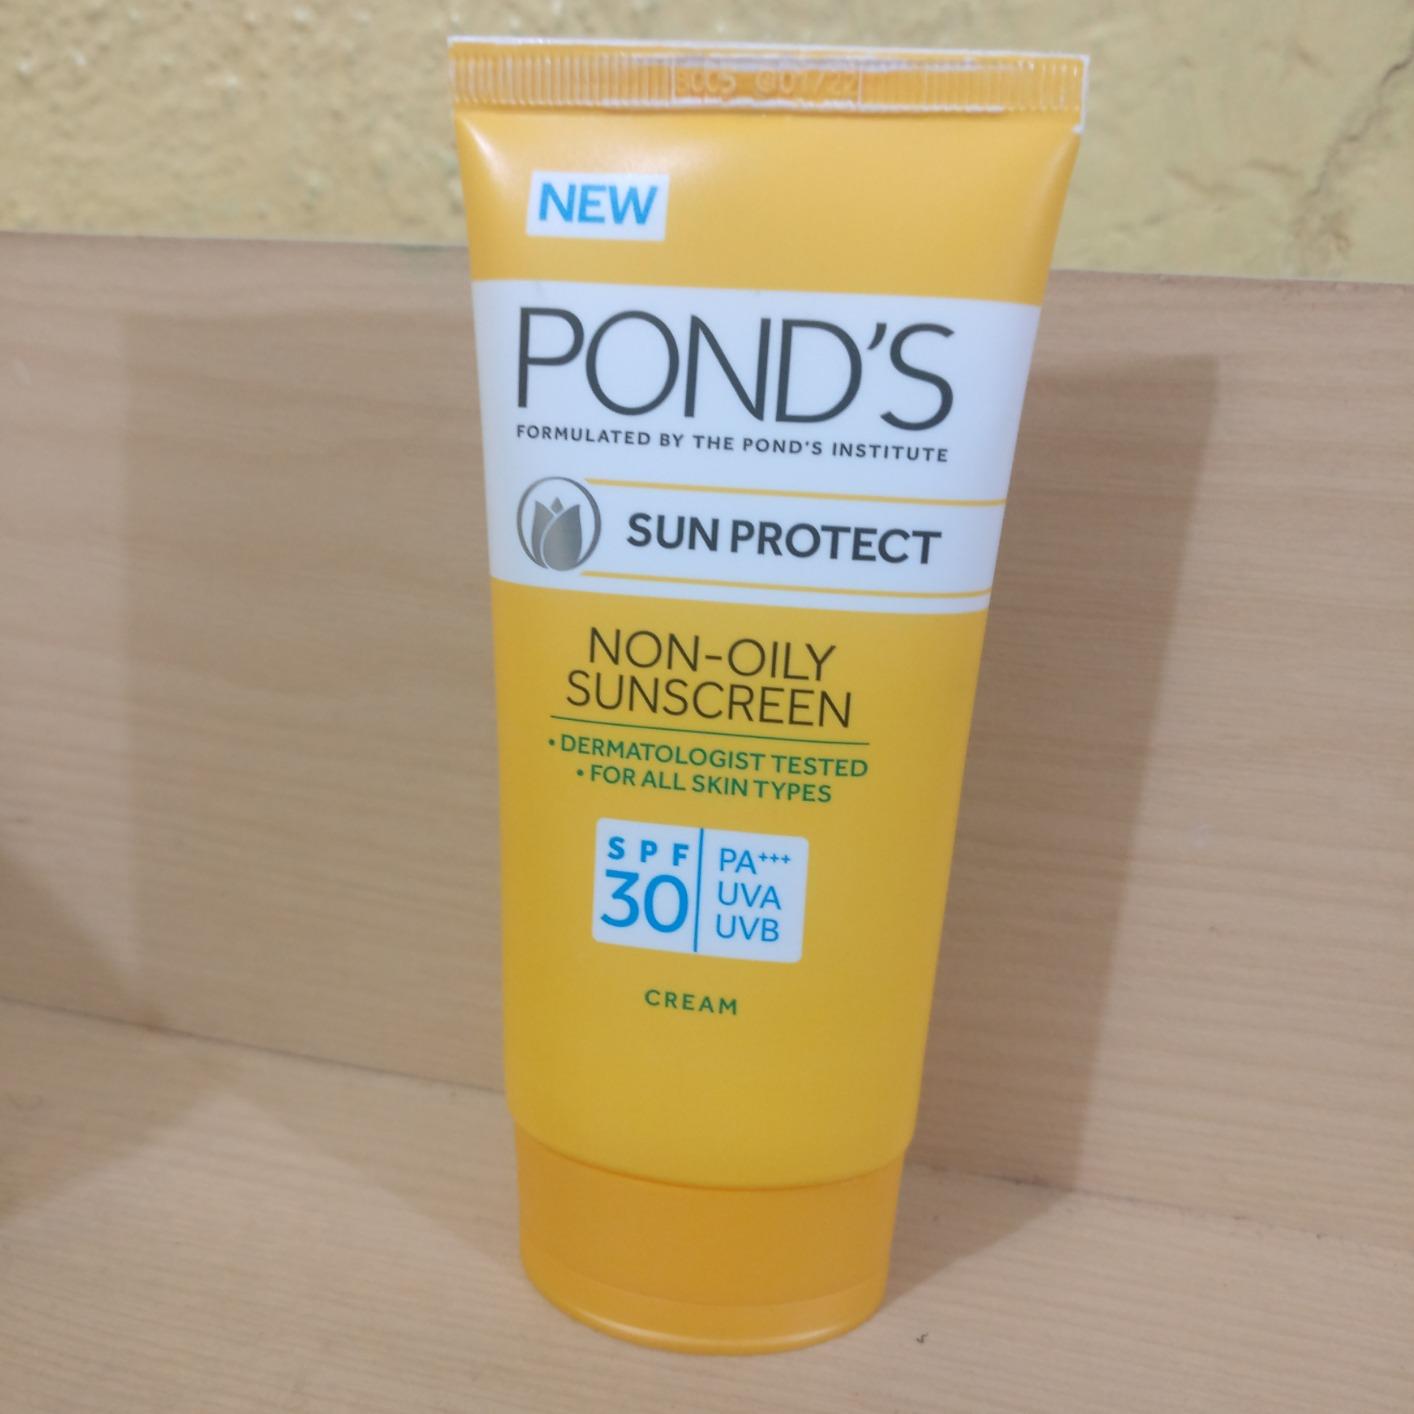 NEW
POND'S
FORMULATED BY THE POND'S INSTITUTE
SUN PROTECT
NON-OILY
SUNSCREEN
• DERMATOLOGIST TESTED
• FOR ALL SKIN TYPES
SPF
30
PA+++
UVA
UVB
CREAM